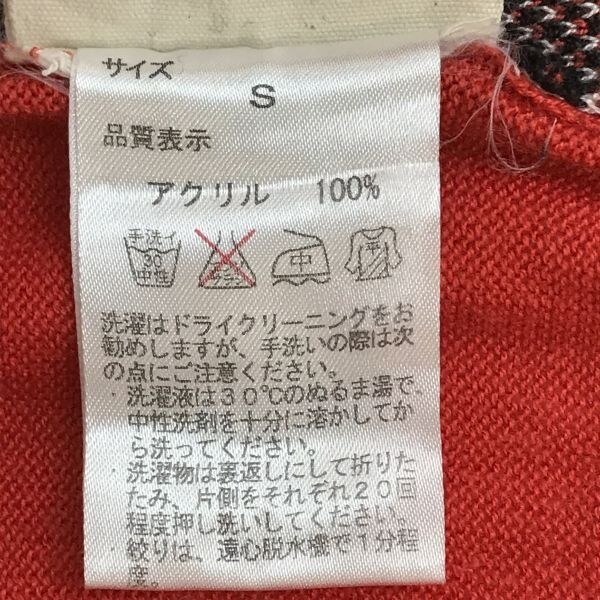 サイズ
S
品質表示
アクリル 100%
手洗イ
30
中性
中
洗濯はドライクリーニングをお
勧めしますが、手洗いの際は次
の点にご注意ください。
・洗濯液は30℃のぬるま湯で、
中性洗剤を十分に溶かしてか
ら洗ってください。
・洗濯物は裏返しにして折りた
たみ、片側をそれぞれ20回
程度押し洗いしてください。
・絞りは、遠心脱水機で1分程
度。